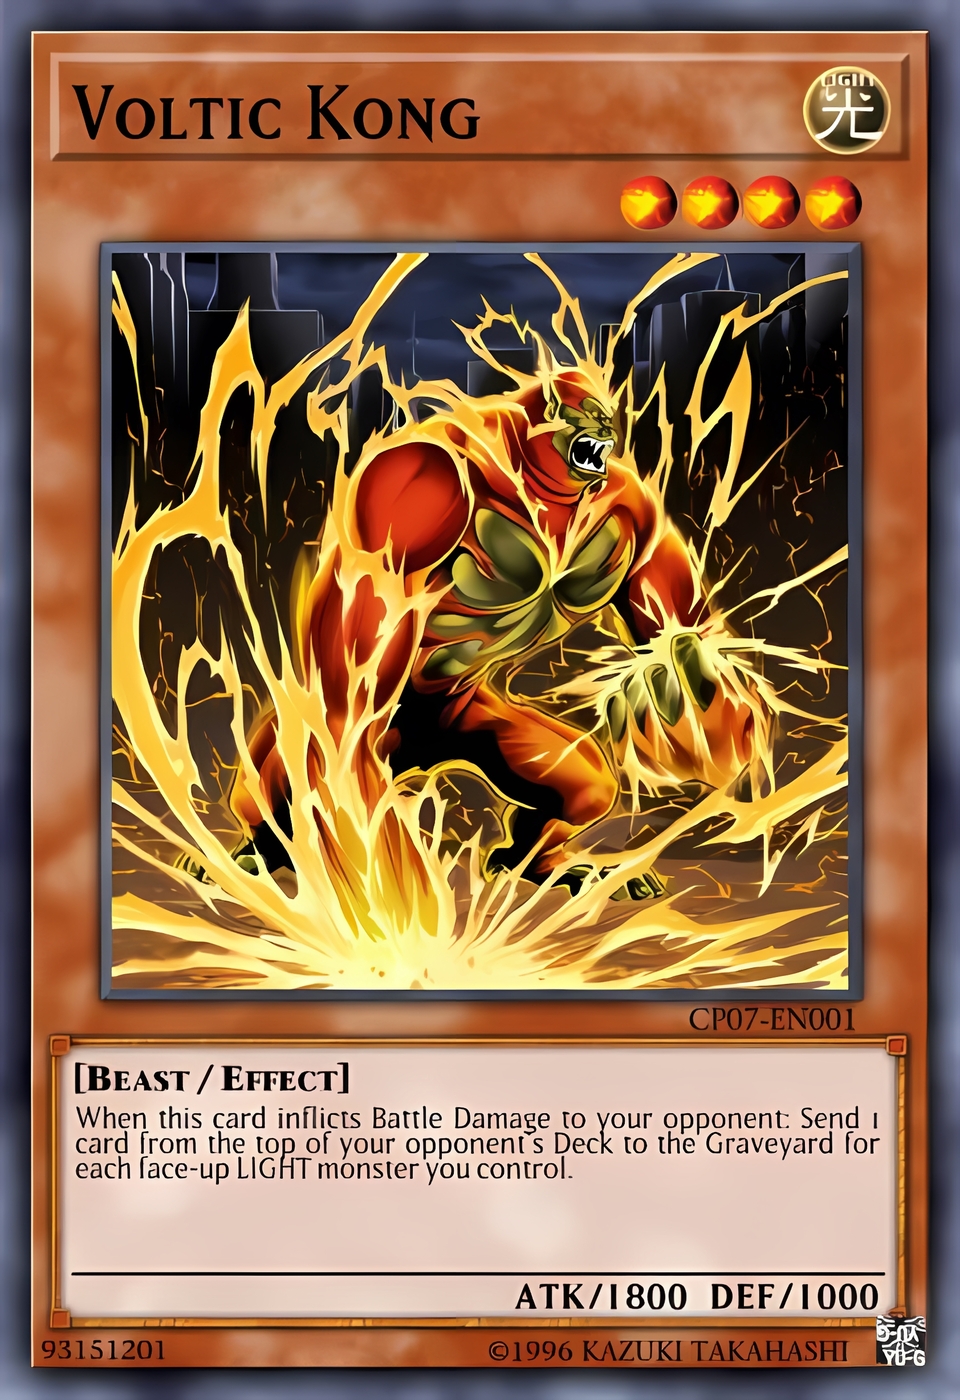 VOLTIC KONG
光
CP07-EN001
[BEAST / EFFECT]
When this card inflicts Battle Damage to your opponent: Send 1
card from the top of your opponent's Deck to the Graveyard for
each face-up LIGHT monster you control.
ATK/1800 DEF/1000
93151201
©1996 KAZUKI TAKAHASHI